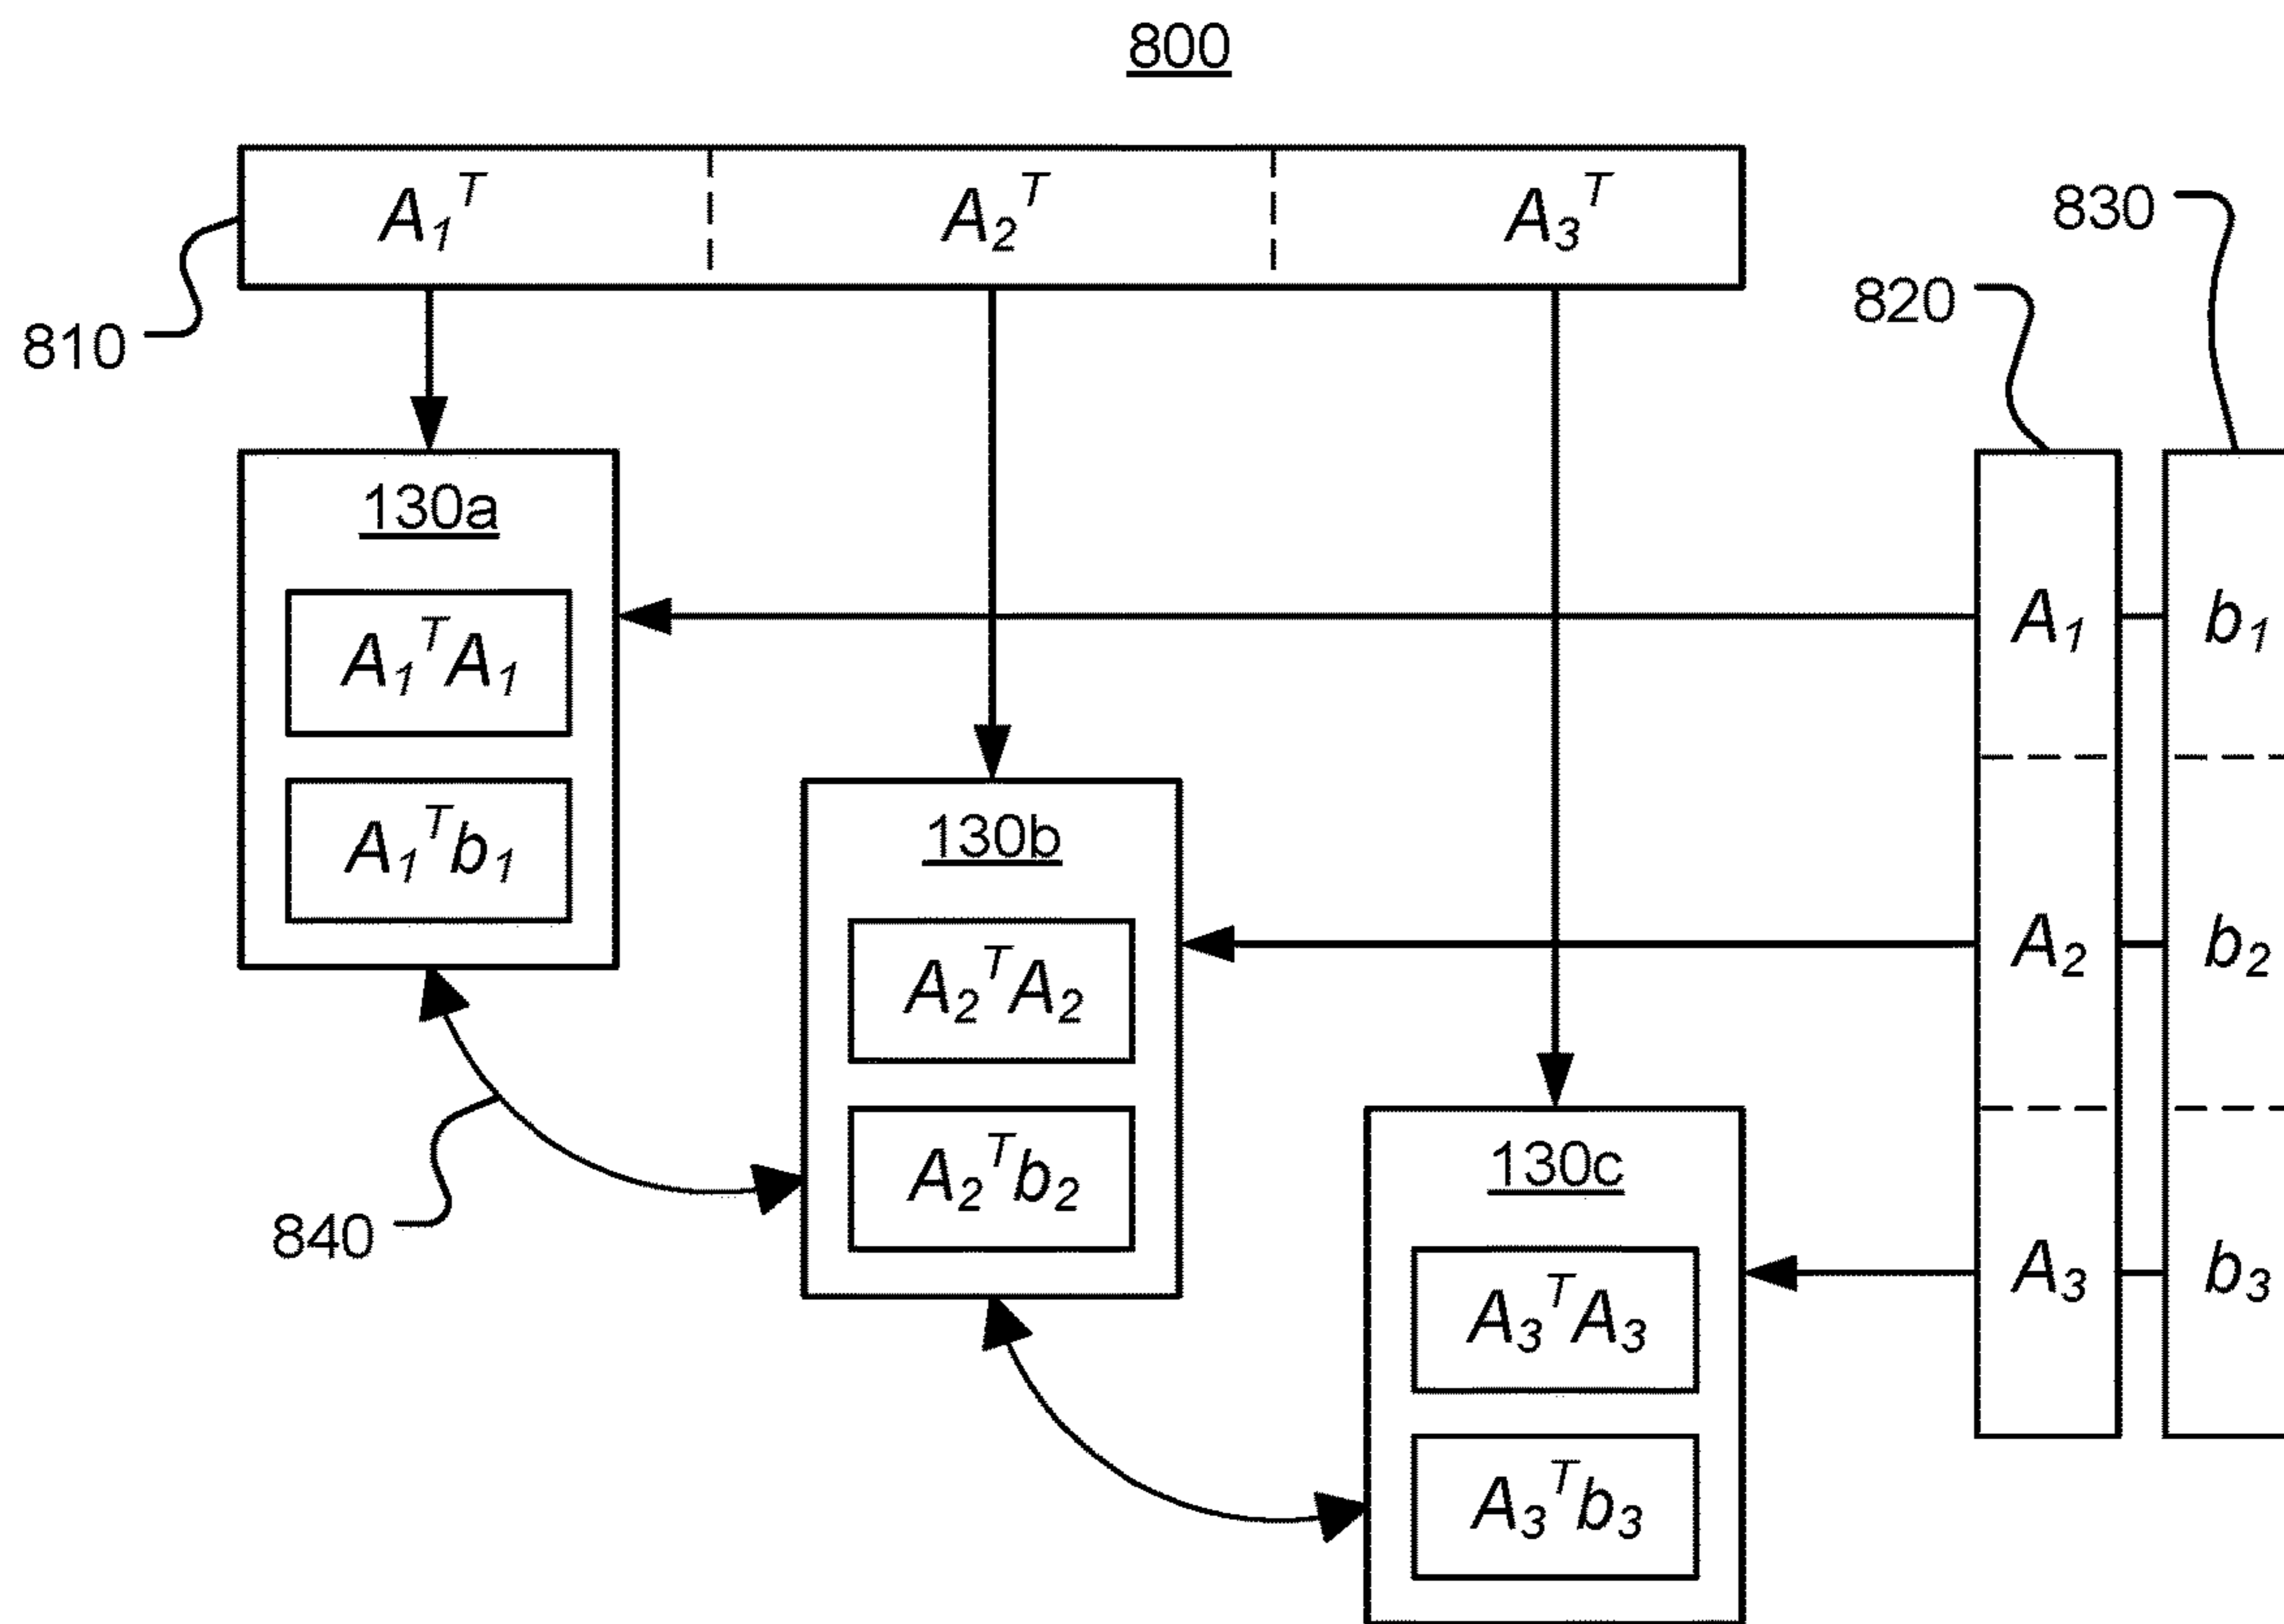 800
A₁ᵀ A₂ᵀ A₃ᵀ
830
820
810
130a
A₁ᵀA₁
A₁ᵀb₁
130b
A₂ᵀA₂
A₂ᵀb₂
130c
A₃ᵀA₃
A₃ᵀb₃
A₁ b₁
A₂ b₂
A₃ b₃
840